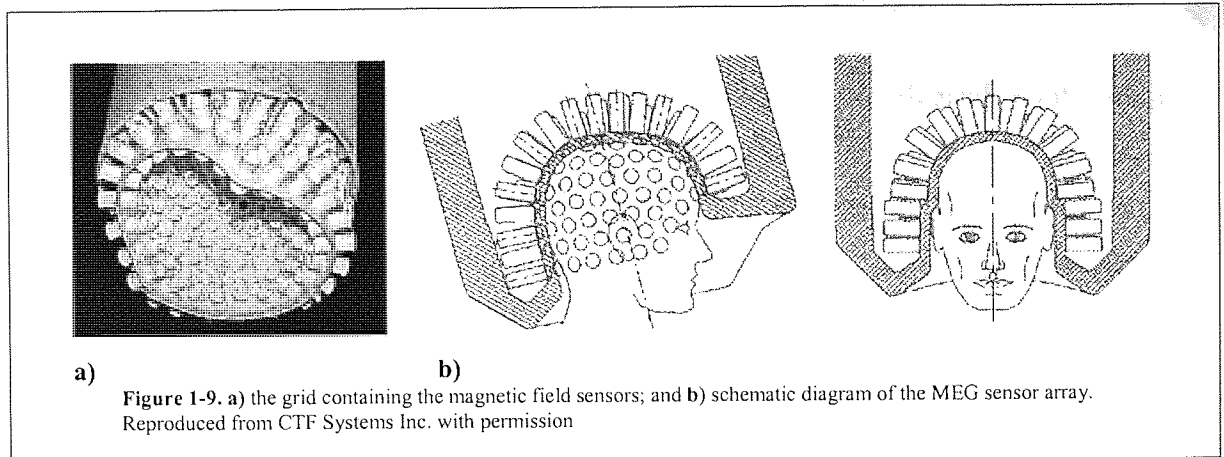 a)
b)
Figure 1-9. a) the grid containing the magnetic field sensors; and b) schematic diagram of the MEG sensor array.
Reproduced from CTF Systems Inc. with permission